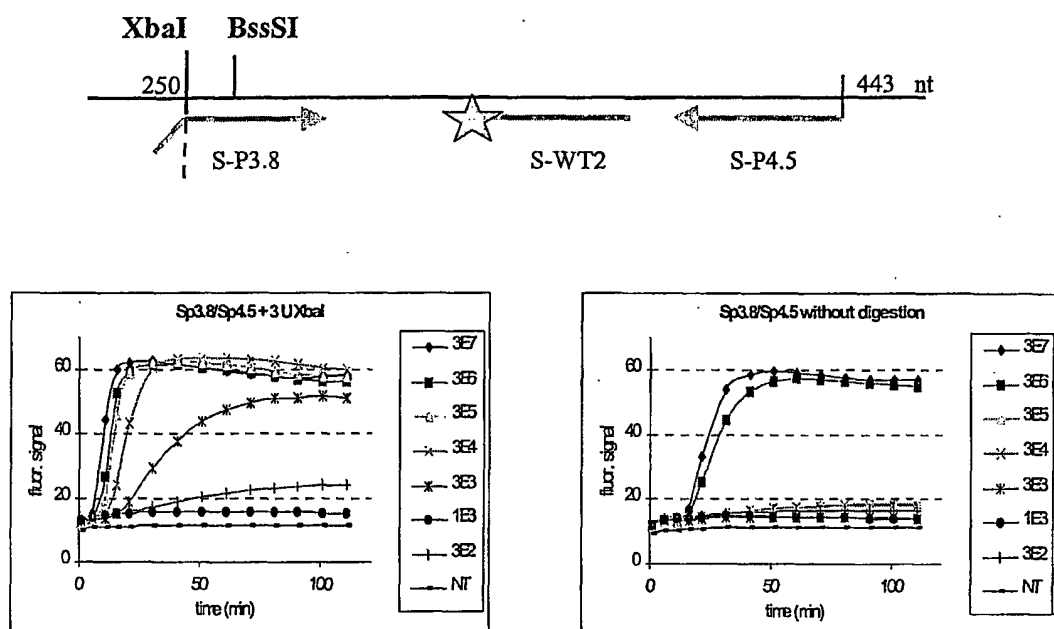 XbaI BssSI
250 443 nt
S-P3.8 S-WT2 S-P4.5
Sp3.8/Sp4.5 + 3 U XbaI
fluor. signal
60
40
20
0
0 50 100
time (min)
3E7
3E6
3E5
3E4
3E3
1E3
3E2
NT
Sp3.8/Sp4.5 without digestion
fluor. signal
60
40
20
0
0 50 100
time (min)
3E7
3E6
3E5
3E4
3E3
1E3
3E2
NT